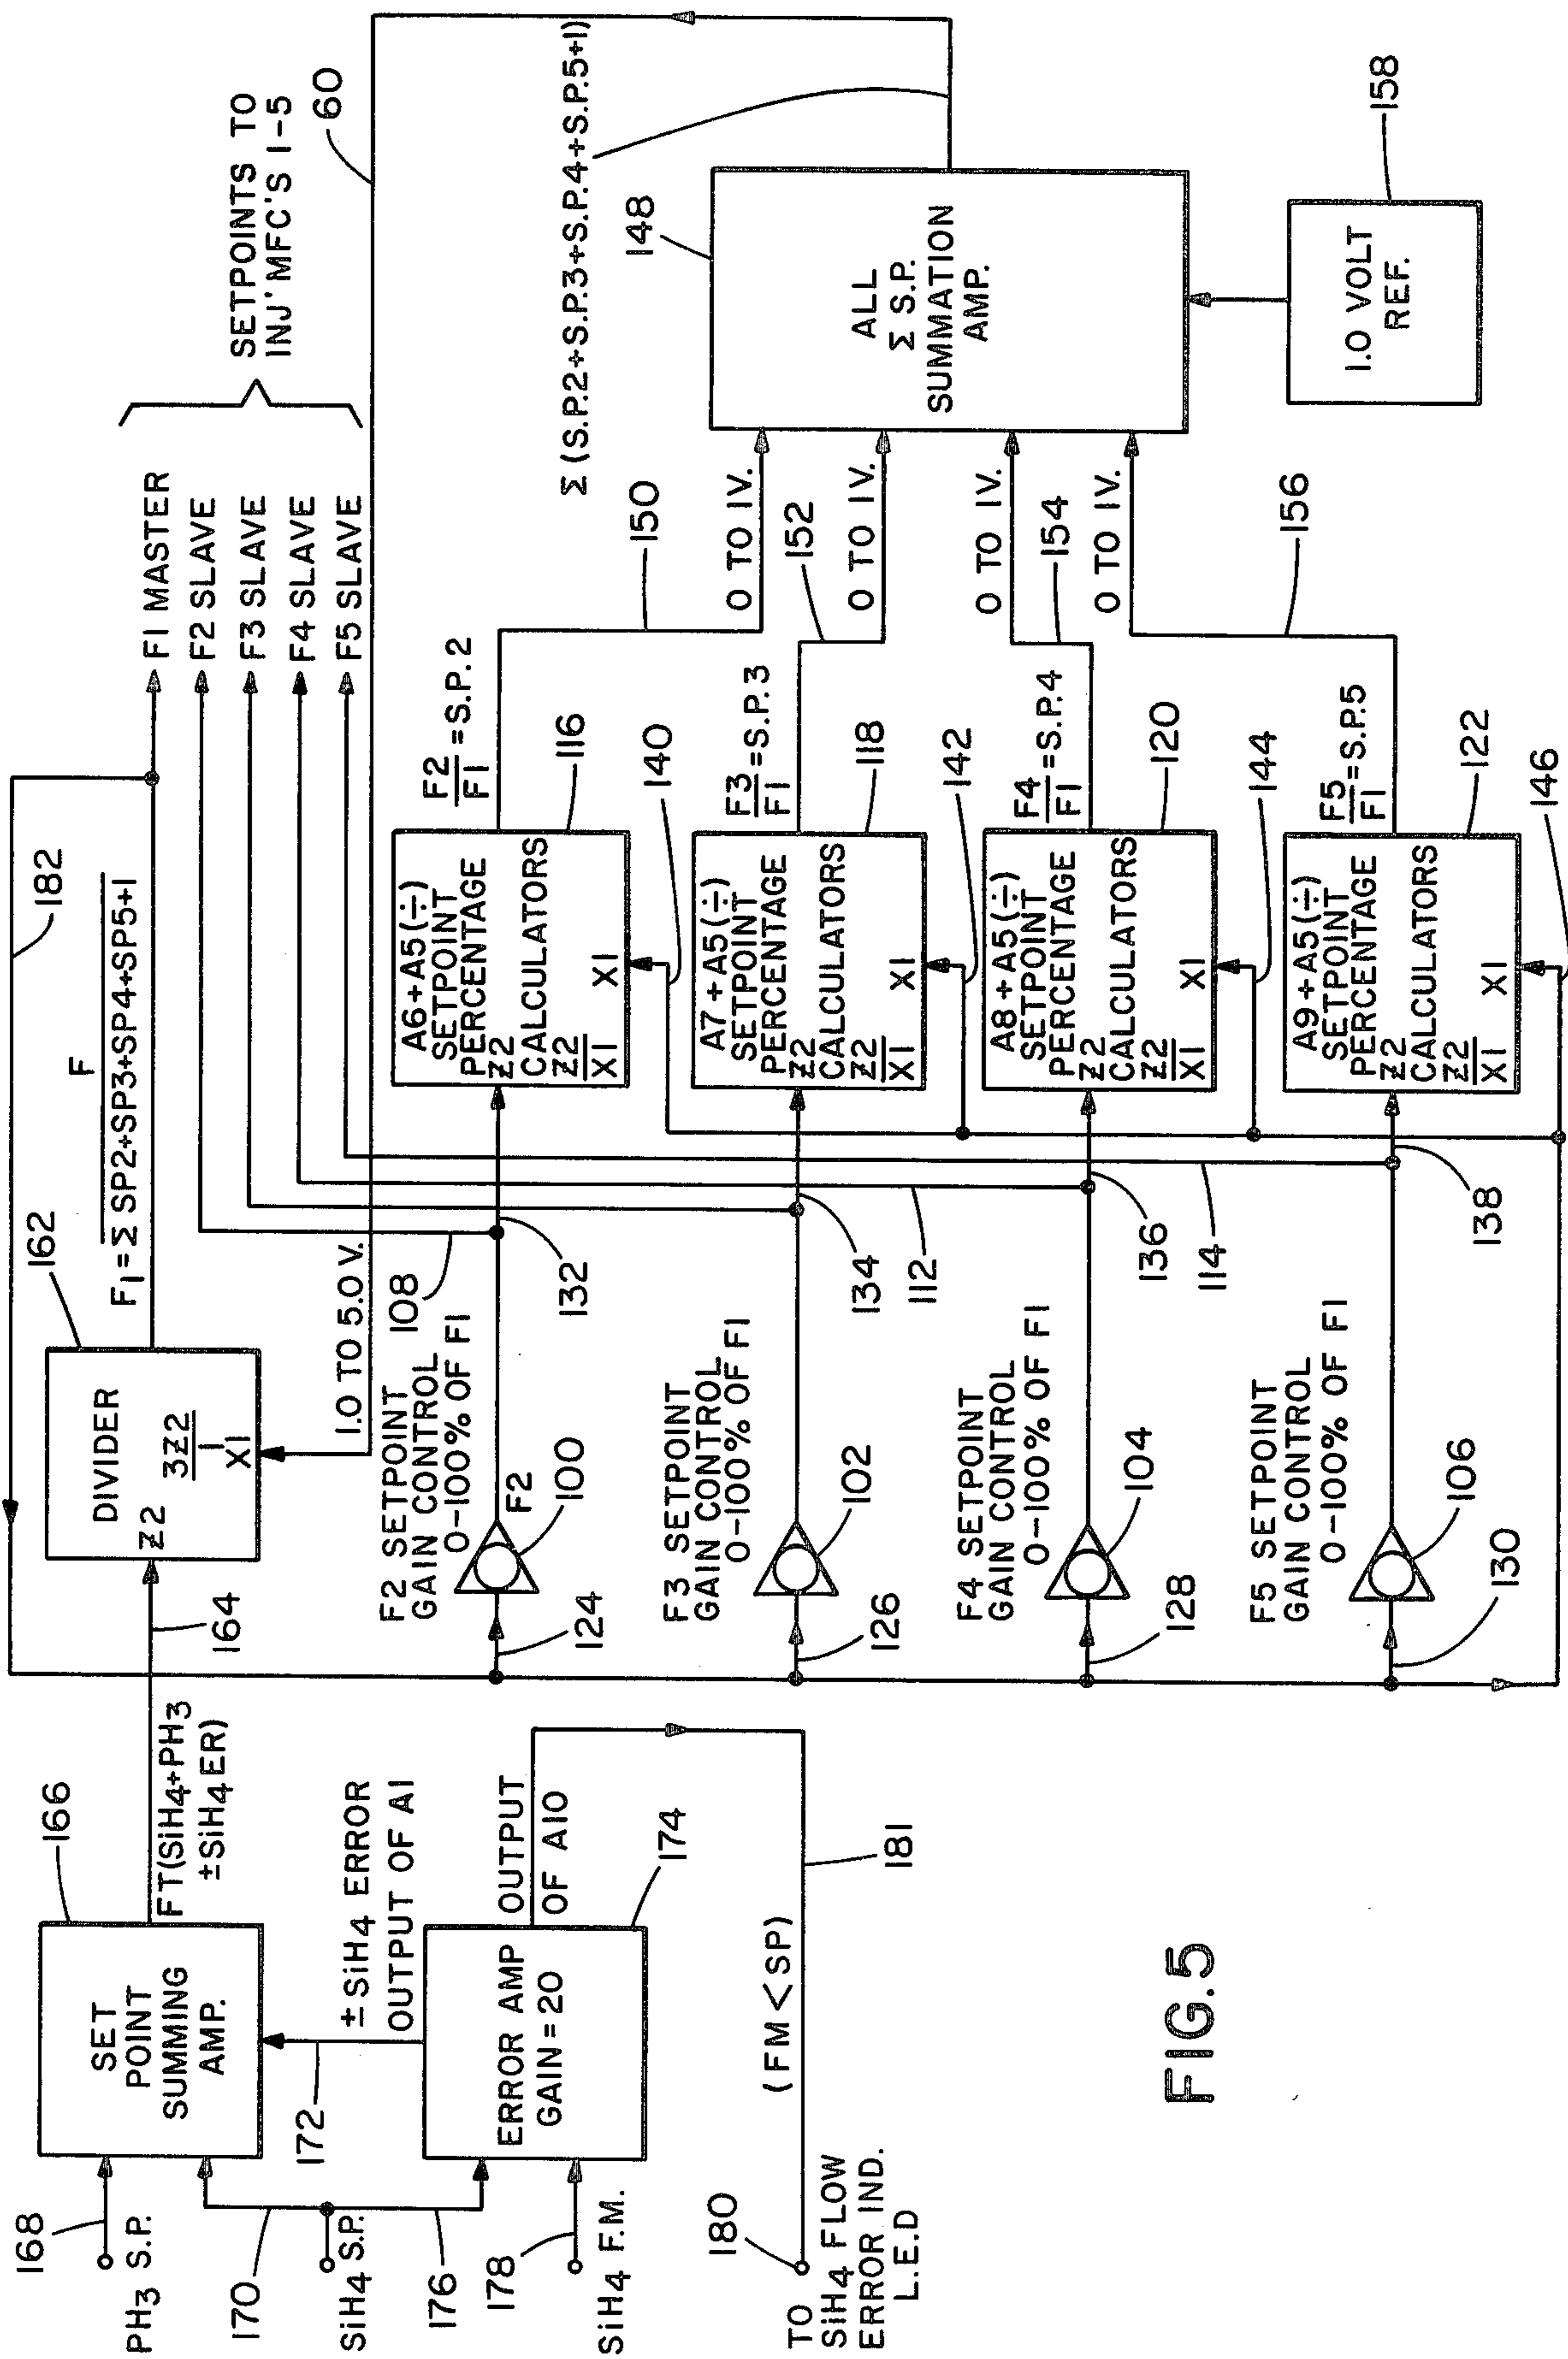 168
PH3 S.P.
170
SiH4 S.P.
176
178
SiH4 F.M.
180
TO
SiH4 FLOW
ERROR IND.
L.E.D
166
SET
POINT
SUMMING
AMP.
FT(SiH4+PH3
±SiH4ER)
172
±SiH4 ERROR
OUTPUT OF A1
ERROR AMP
GAIN=20
OUTPUT
OF A10
174
(FM<SP)
181
164
162
DIVIDER
Z2
3Z2
1
X1
182
F
F1=Σ SP2+SP3+SP4+SP5+1
1.0 TO 5.0 V.
F1 MASTER
F2 SLAVE
F3 SLAVE
F4 SLAVE
F5 SLAVE
SETPOINTS TO
INJ' MFC'S 1-5
60
F2 SETPOINT
GAIN CONTROL
0-100% OF F1
108
F2
100
124
132
A6+A5(÷)
SETPOINT
PERCENTAGE
Z2
CALCULATORS
Z2
X1
X1
F2
F1
=S.P.2
116
140
150
0 TO 1V.
F3 SETPOINT
GAIN CONTROL
0-100% OF F1
102
126
134
112
A7+A5(÷)
SETPOINT
PERCENTAGE
Z2
CALCULATORS
Z2
X1
X1
F3
F1
=S.P.3
118
142
152
0 TO 1V.
F4 SETPOINT
GAIN CONTROL
0-100% OF F1
104
128
136
114
A8+A5(÷)
SETPOINT
PERCENTAGE
Z2
CALCULATORS
Z2
X1
X1
F4
F1
=S.P.4
120
144
154
0 TO 1V.
F5 SETPOINT
GAIN CONTROL
0-100% OF F1
106
130
138
A9+A5(÷)
SETPOINT
PERCENTAGE
Z2
CALCULATORS
Z2
X1
X1
F5
F1
=S.P.5
122
146
156
0 TO 1V.
Σ(S.P.2+S.P.3+S.P.4+S.P.5+1)
148
ALL
Σ S.P.
SUMMATION
AMP.
158
1.0 VOLT
REF.
FIG.5